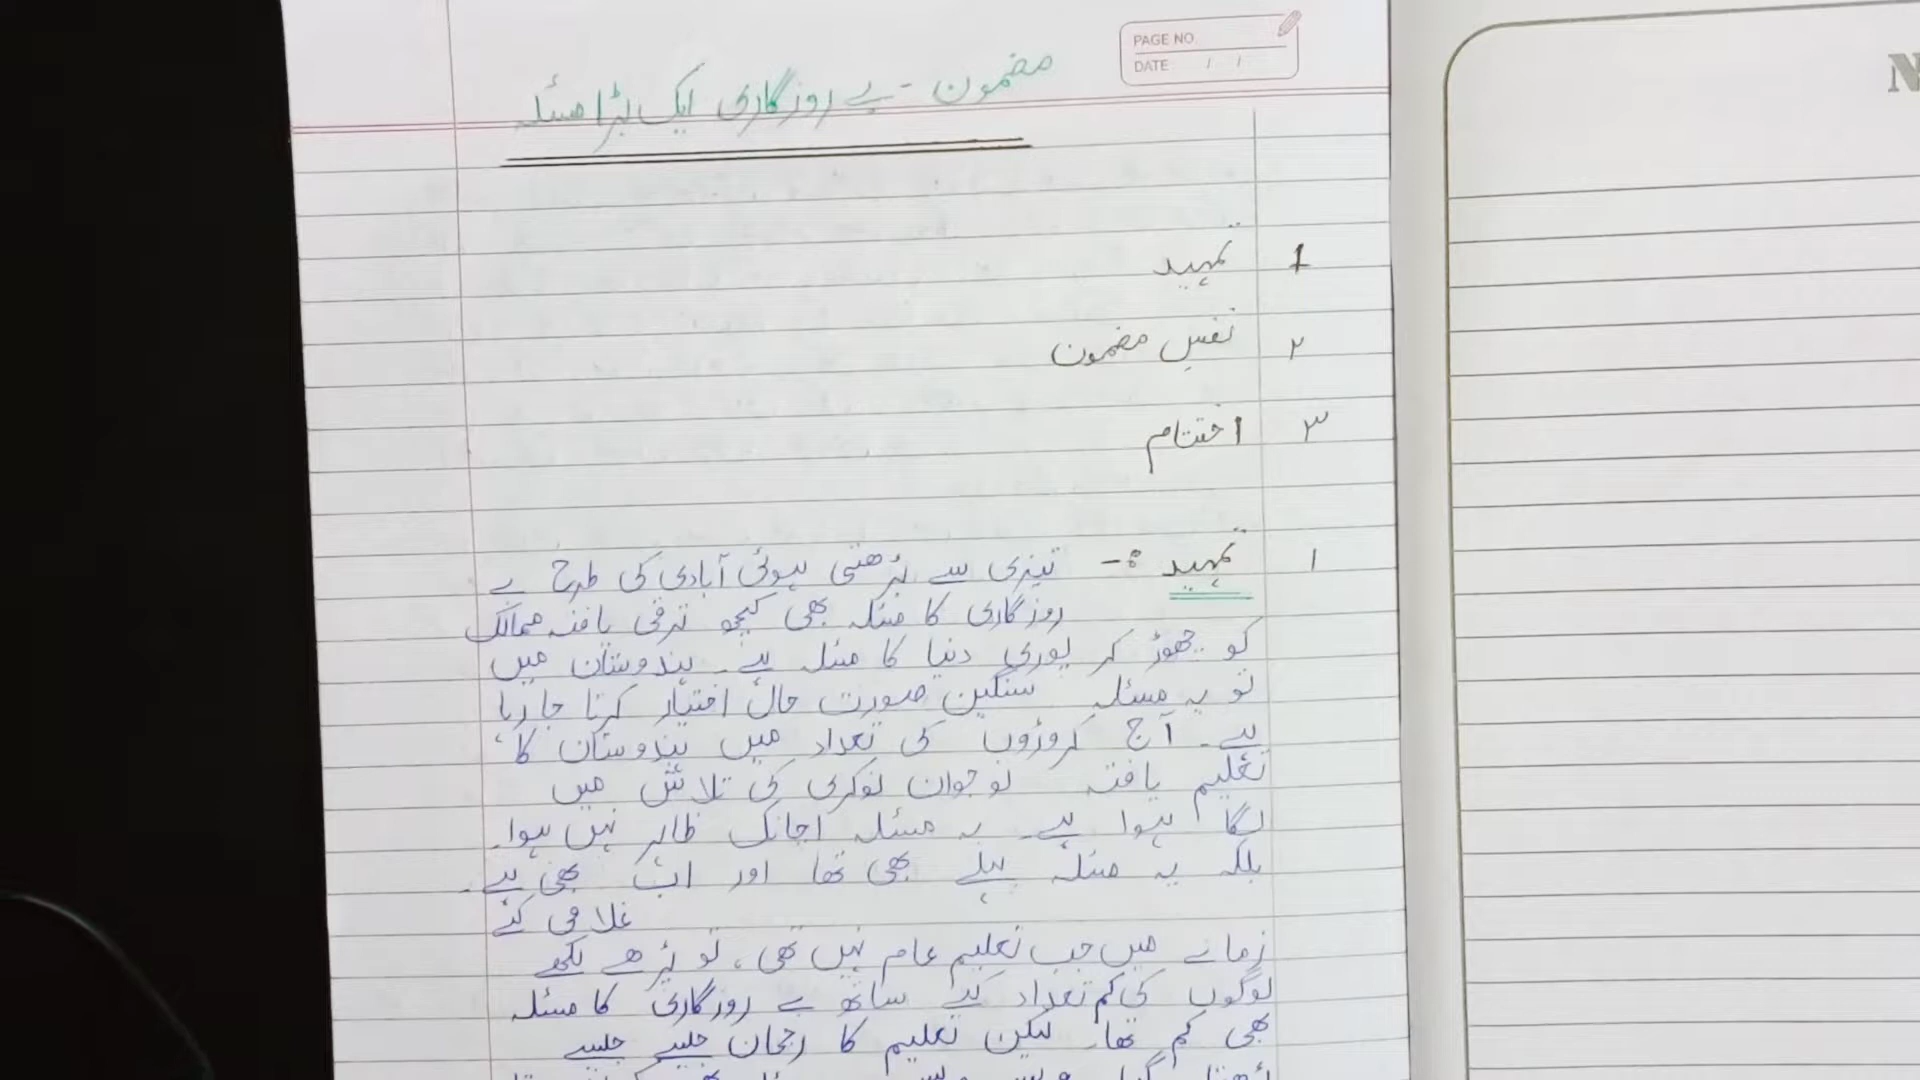 PAGE NO.
DATE / /
N
مضمون - بے روزگاری ایک بڑا مسئلہ
1 تمہید
۲ نفس مضمون
۳ اختتام
۱ تمہید :- تیزی سے بڑھتی ہوئی آبادی کی طرح بے
روزگاری کا مسئلہ بھی کچھ ترقی یافتہ ممالک
کو چھوڑ کر پوری دنیا کا مسئلہ ہے۔ ہندوستان میں
تو یہ مسئلہ سنگین صورت حال اختیار کرتا جا رہا
ہے۔ آج کروڑوں کی تعداد میں ہندوستان کا
تعلیم یافتہ نوجوان نوکری کی تلاش میں
لگا ہوا ہے۔ یہ مسئلہ اچانک ظاہر نہیں ہوا۔
بلکہ یہ مسئلہ پہلے بھی تھا اور اب بھی ہے۔
غلامی کے
زمانے میں جب تعلیم عام نہیں تھی، تو پڑھے لکھے
لوگوں کی کم تعداد کے ساتھ بے روزگاری کا مسئلہ
بھی کم تھا۔ لیکن تعلیم کا رجحان جیسے جیسے